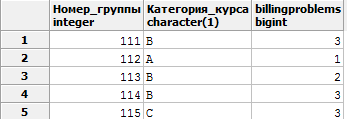 Номер_группы Категория_курса billingproblems
integer character(1) bigint
1 111 B 3
2 112 A 1
3 113 B 2
4 114 B 3
5 115 C 3